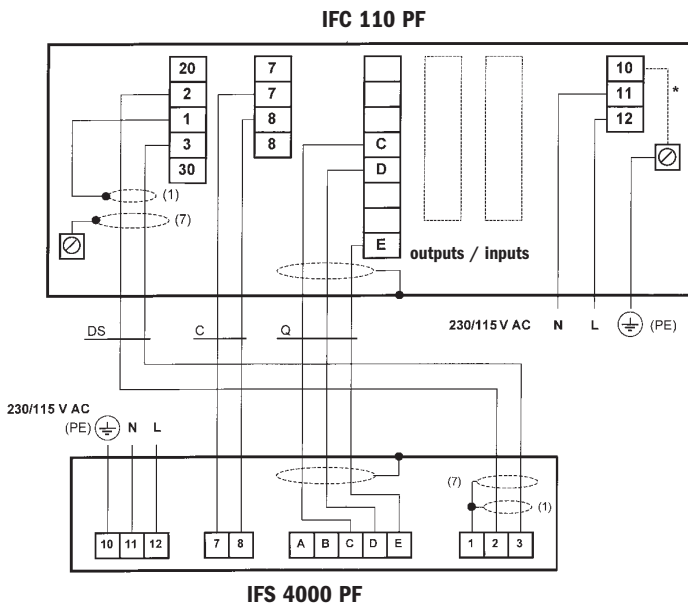 IFC 110 PF
20
2
1
3
30
7
7
8
8
C
D
E
10
11
12
*
(1)
(7)
outputs / inputs
230/115 V AC N L (PE)
DS C Q
230/115 V AC
(PE) N L
(7)
(1)
10 11 12 7 8 A B C D E 1 2 3
IFS 4000 PF